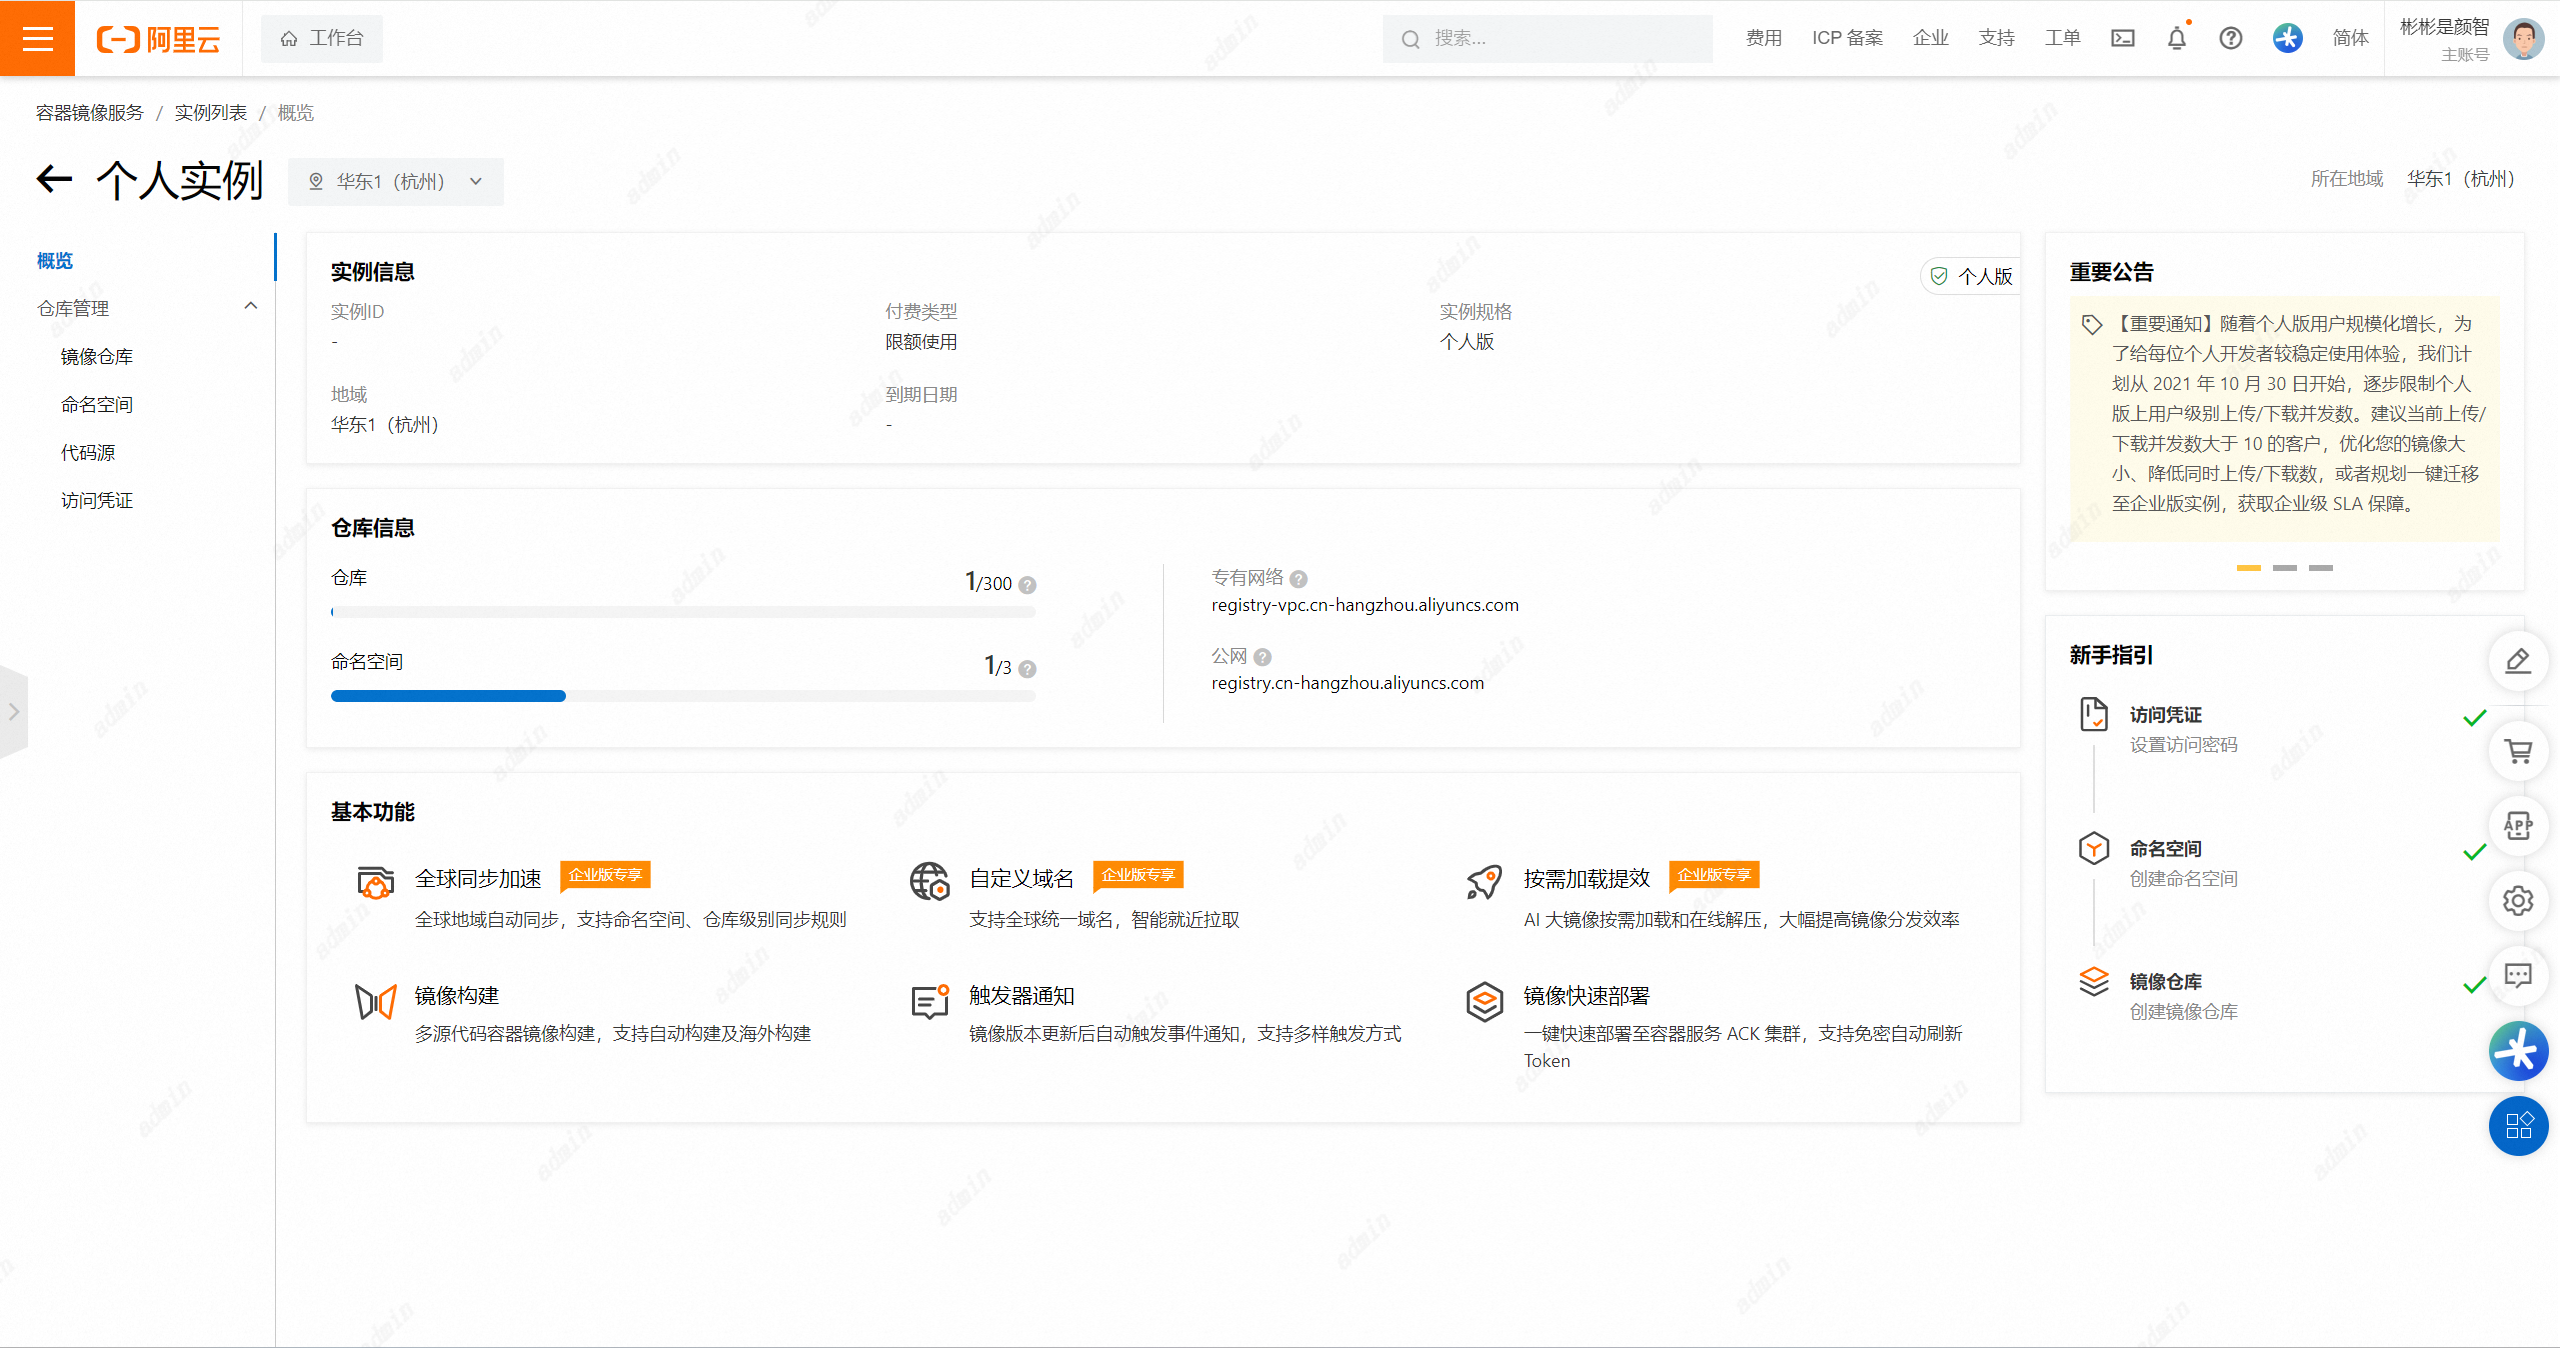 阿里云
工作台
搜索...
费用
ICP 备案
企业
支持
工单
简体
彬彬是颜智
主账号
容器镜像服务 / 实例列表 / 概览
个人实例
华东1（杭州）
所在地域 华东1（杭州）
概览
仓库管理
镜像仓库
命名空间
代码源
访问凭证
实例信息
个人版
实例ID
-
付费类型
限额使用
实例规格
个人版
地域
华东1（杭州）
到期日期
-
仓库信息
仓库
1/300
命名空间
1/3
专有网络
registry-vpc.cn-hangzhou.aliyuncs.com
公网
registry.cn-hangzhou.aliyuncs.com
基本功能
全球同步加速 企业版专享
全球地域自动同步，支持命名空间、仓库级别同步规则
自定义域名 企业版专享
支持全球统一域名，智能就近拉取
按需加载提效 企业版专享
AI 大镜像按需加载和在线解压，大幅提高镜像分发效率
镜像构建
多源代码容器镜像构建，支持自动构建及海外构建
触发器通知
镜像版本更新后自动触发事件通知，支持多样触发方式
镜像快速部署
一键快速部署至容器服务 ACK 集群，支持免密自动刷新
Token
重要公告
【重要通知】随着个人版用户规模化增长，为
了给每位个人开发者较稳定使用体验，我们计
划从 2021 年 10 月 30 日开始，逐步限制个人
版上用户级别上传/下载并发数。建议当前上传/
下载并发数大于 10 的客户，优化您的镜像大
小、降低同时上传/下载数，或者规划一键迁移
至企业版实例，获取企业级 SLA 保障。
新手指引
访问凭证
设置访问密码
命名空间
创建命名空间
镜像仓库
创建镜像仓库
APP
admin